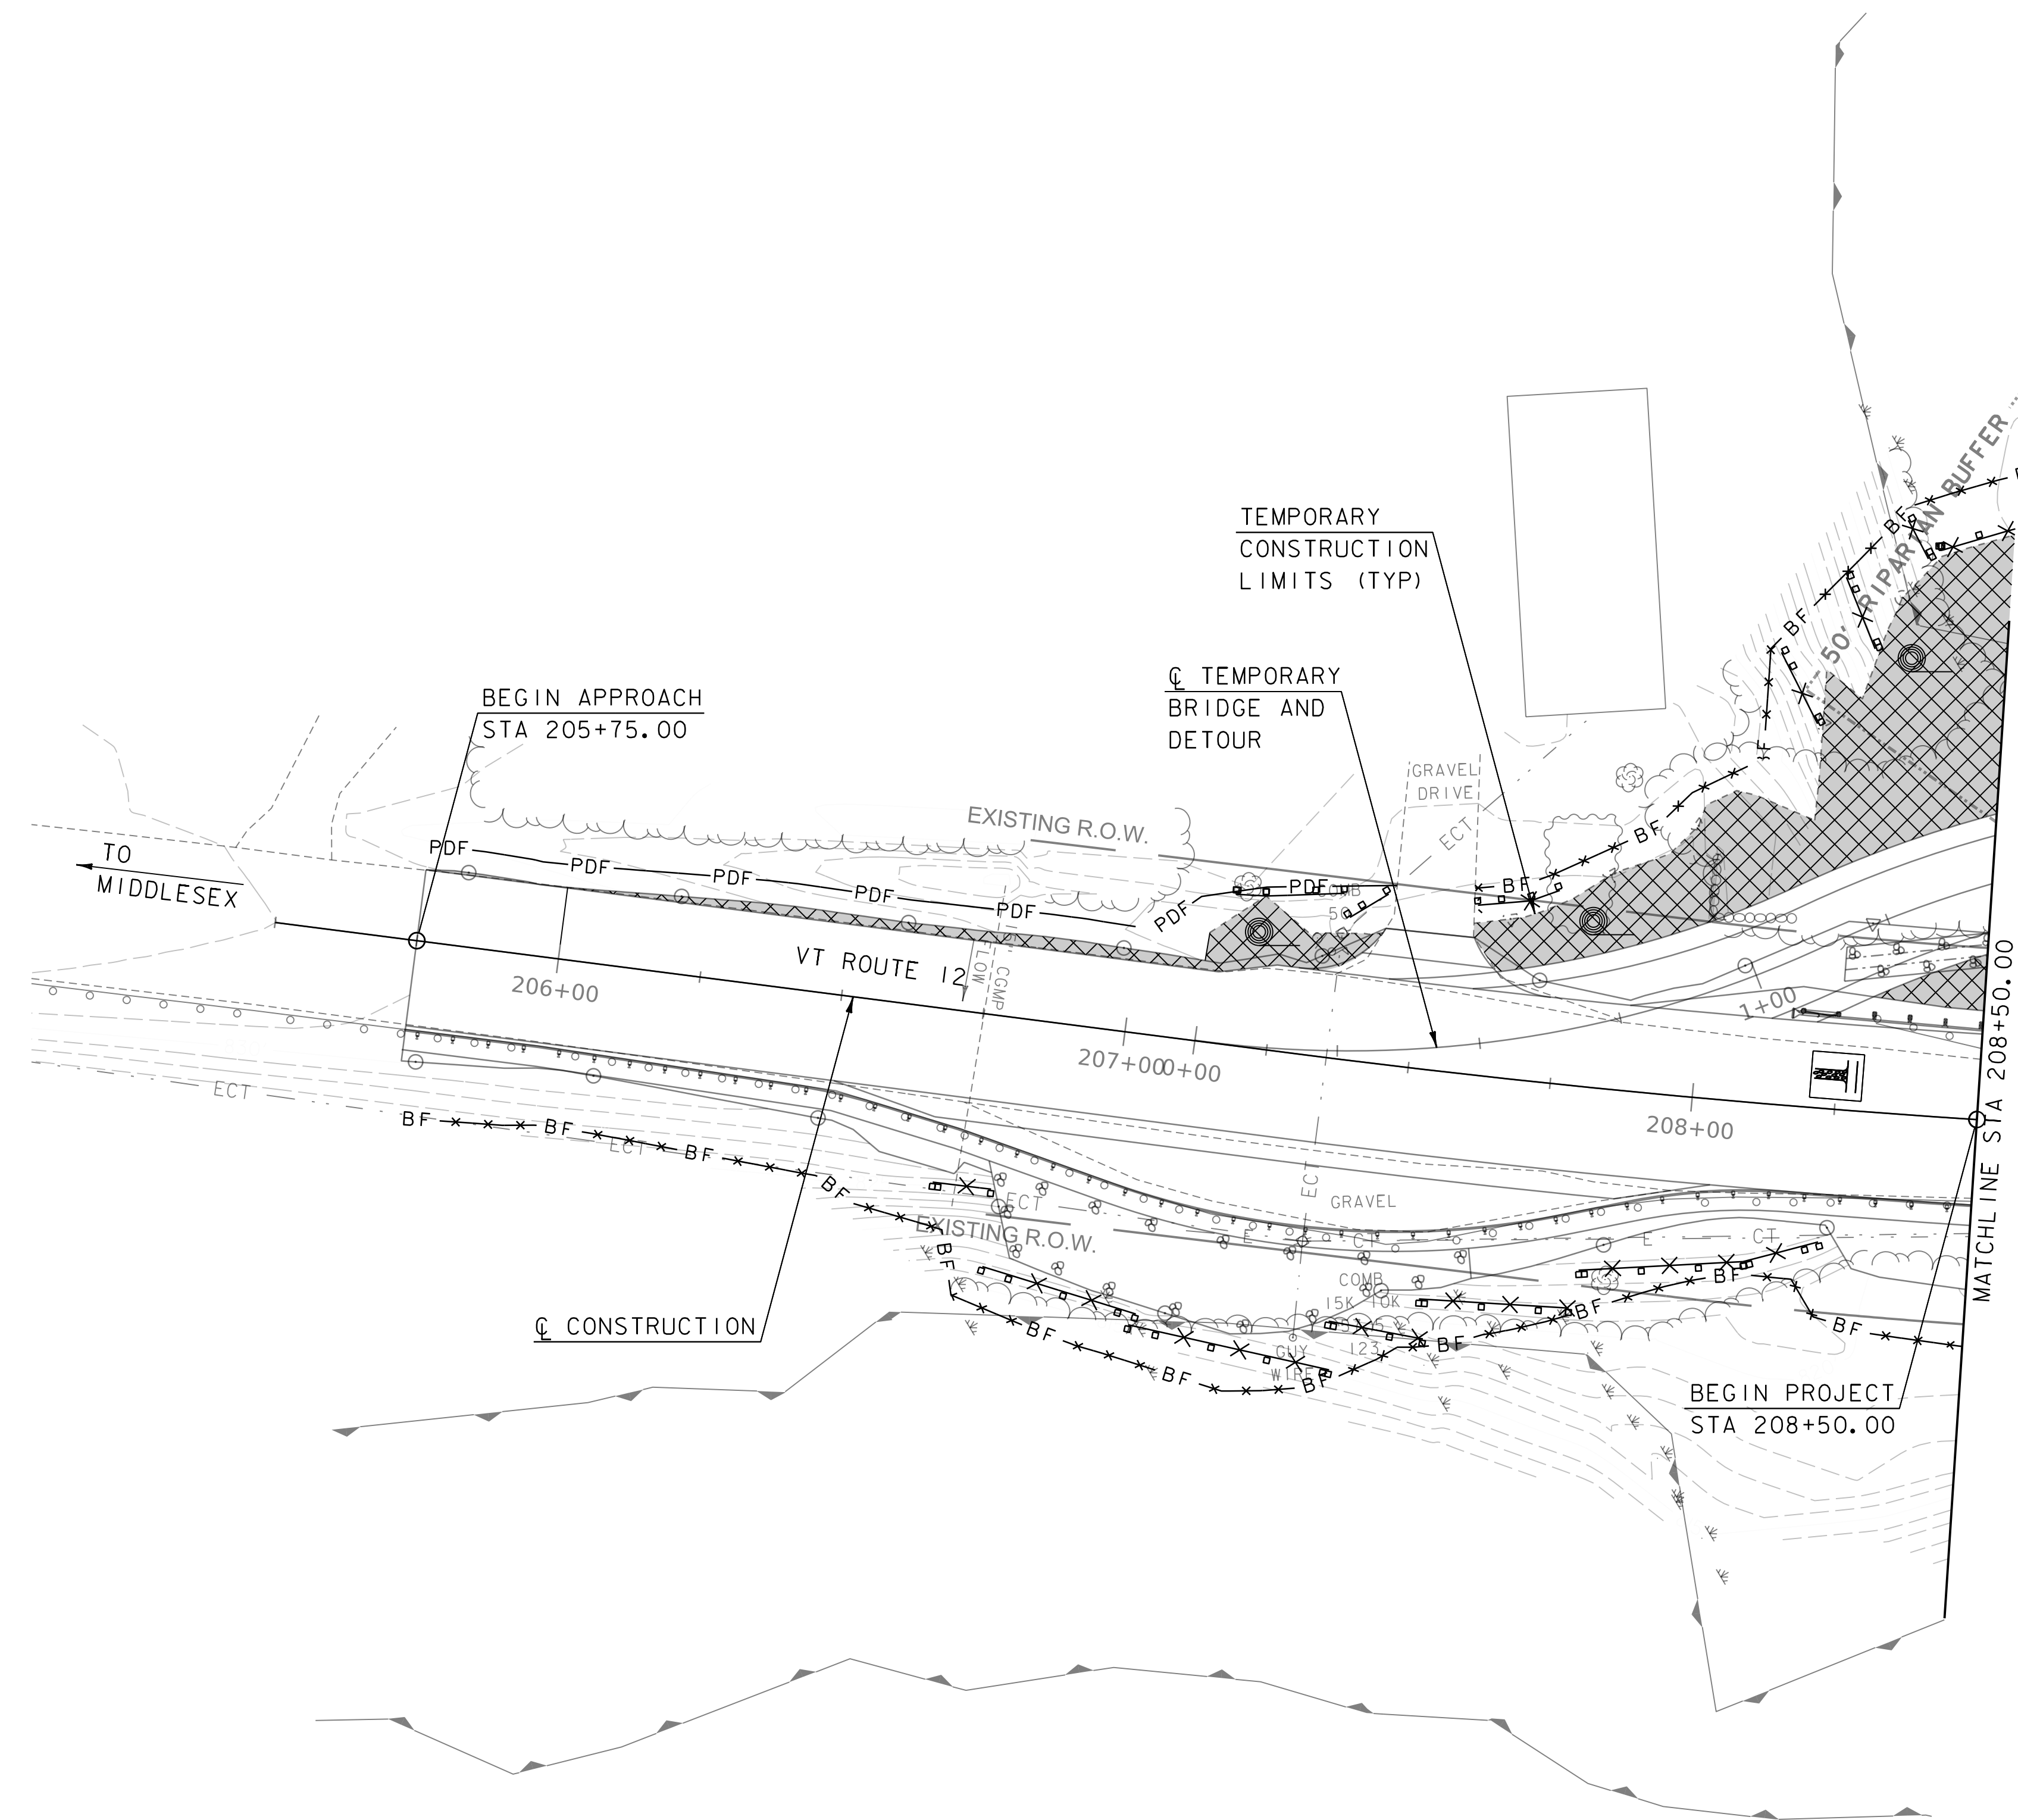 50' RIPARIAN BUFFER
BF
BF
TEMPORARY
CONSTRUCTION
LIMITS (TYP)
℄ TEMPORARY
BRIDGE AND
DETOUR
BEGIN APPROACH
STA 205+75.00
GRAVEL
DRIVE
ECT
EXISTING R.O.W.
TO
MIDDLESEX
PDF
PDF
PDF
PDF
PDF
PDF
PDF
BF
BF
COMB
VT ROUTE 12
FLOW
CGMP
206+00
207+00
0+00
1+00
208+00
MATCHLINE STA 208+50.00
ECT
BF
BF
ECT
BF
BF
ECT
ECT
GRAVEL
EXISTING R.O.W.
BF
E
CT
E
CT
COMB
15K 10K
123
GUY
WIRE
BF
BF
BF
BF
BF
BF
BF
℄ CONSTRUCTION
BEGIN PROJECT
STA 208+50.00